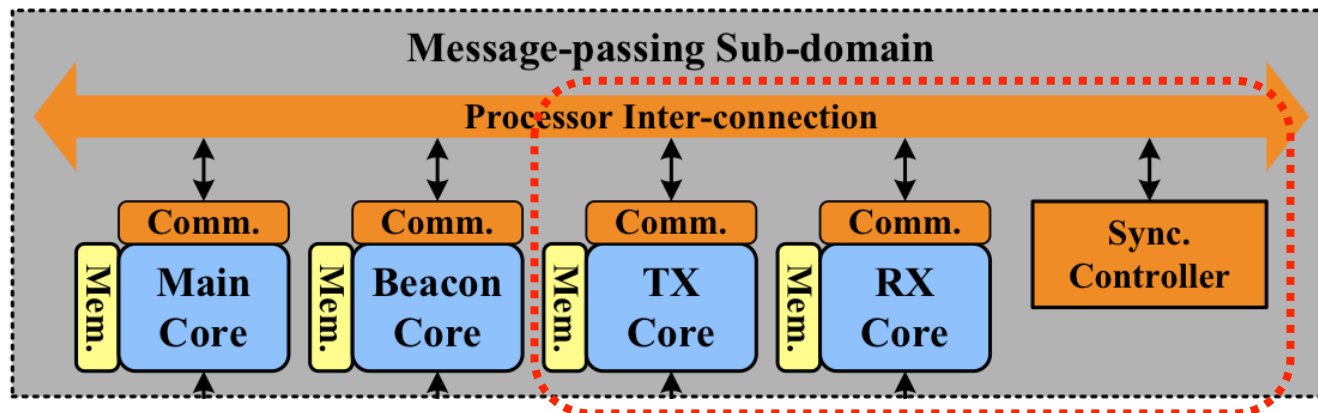 Message-passing Sub-domain
Processor Inter-connection
Comm.
Comm.
Comm.
Comm.
Sync.
Controller
Mem.
Main
Core
Mem.
Beacon
Core
Mem.
TX
Core
Mem.
RX
Core